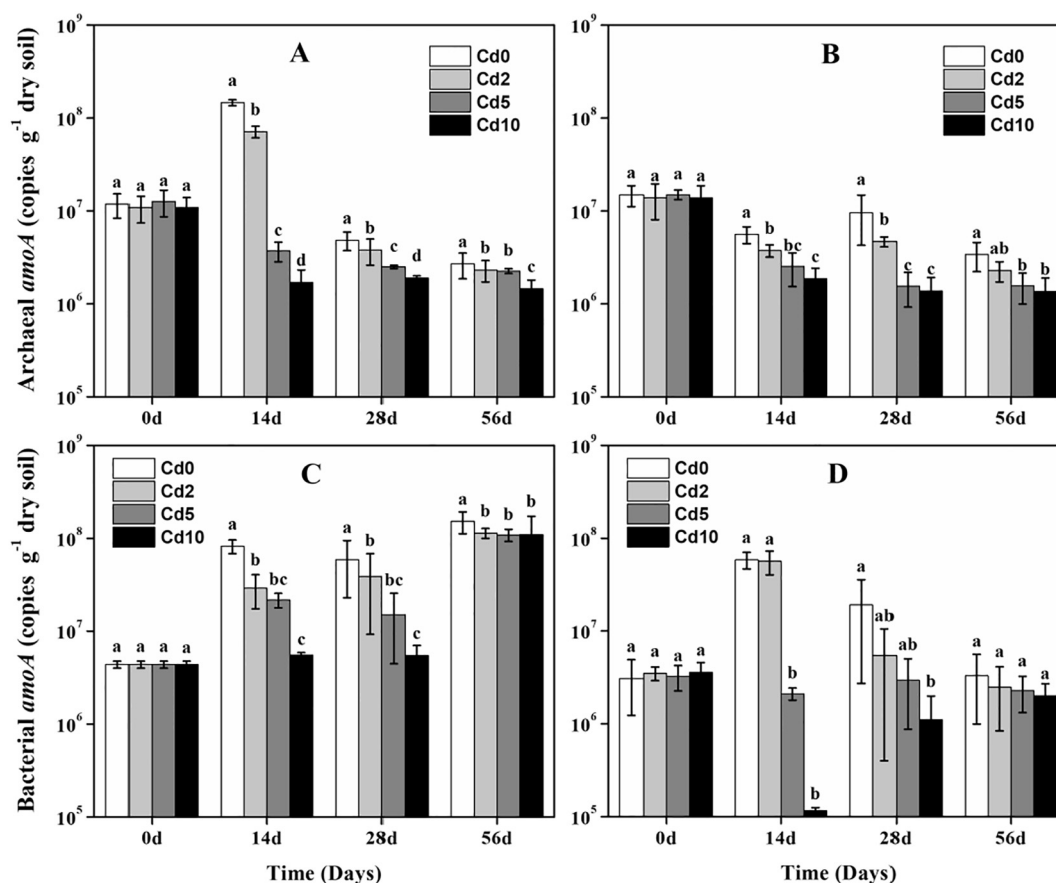 Archaeal amoA (copies g⁻¹ dry soil)
10⁹
10⁸
10⁷
10⁶
10⁵
A
Cd0
Cd2
Cd5
Cd10
a a a a
a b c d
a b c d
a b b c
0d 14d 28d 56d
10⁹
10⁸
10⁷
10⁶
10⁵
B
Cd0
Cd2
Cd5
Cd10
a a a a
a b bc c
a b c c
a ab b b
0d 14d 28d 56d
Bacterial amoA (copies g⁻¹ dry soil)
10⁹
10⁸
10⁷
10⁶
10⁵
Cd0
Cd2
Cd5
Cd10
C
a a a a
a b bc c
a b bc c
a b b b
0d 14d 28d 56d
Time (Days)
10⁹
10⁸
10⁷
10⁶
10⁵
Cd0
Cd2
Cd5
Cd10
D
a a a a
a a b b
a ab ab b
a a a a
0d 14d 28d 56d
Time (Days)